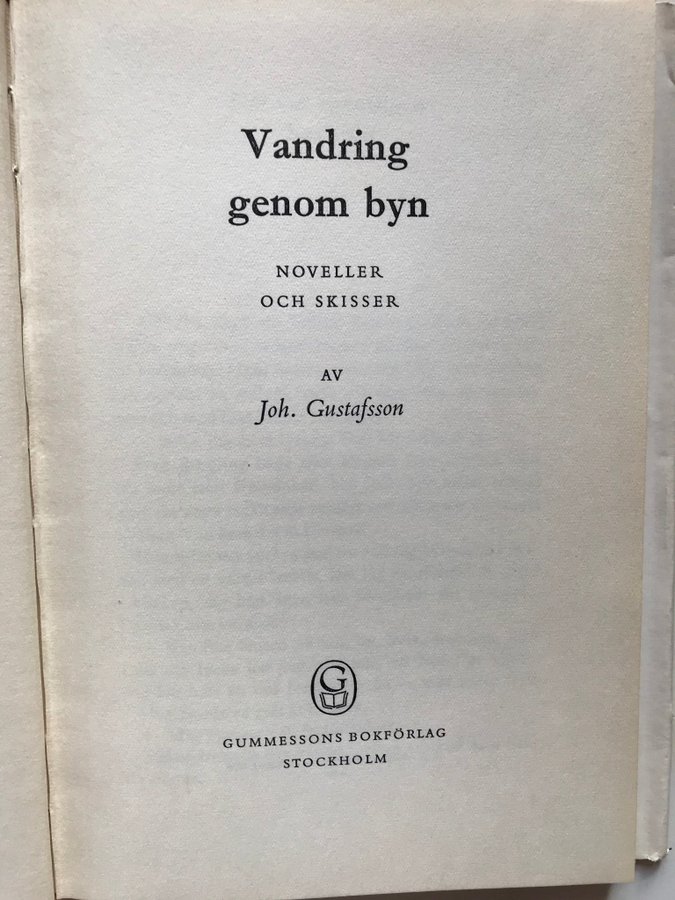 Vandring
genom byn
NOVELLER
OCH SKISSER
AV
Joh. Gustafsson
G
GUMMESSONS BOKFÖRLAG
STOCKHOLM